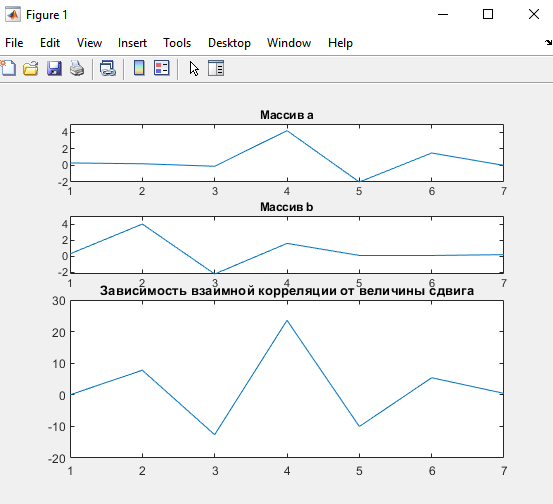 Figure 1
File Edit View Insert Tools Desktop Window Help
Массив a
4
2
0
-2
1 2 3 4 5 6 7
Массив b
4
2
0
-2
1 2 3 4 5 6 7
Зависимость взаимной корреляции от величины сдвига
30
20
10
0
-10
-20
1 2 3 4 5 6 7